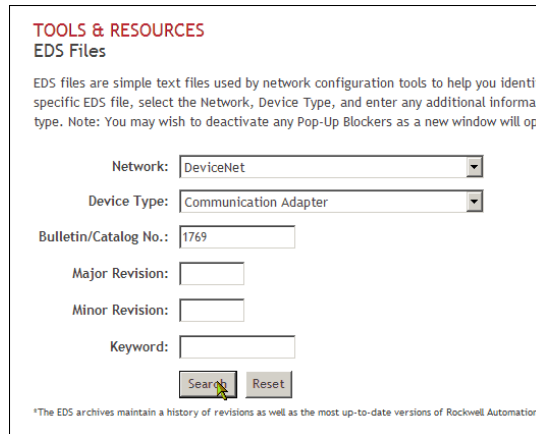 TOOLS & RESOURCES
EDS Files
EDS files are simple text files used by network configuration tools to help you
specific EDS file, select the Network, Device Type, and enter any additional
type. Note: You may wish to deactivate any Pop-Up Blockers as a new window will
Network: DeviceNet
Device Type: Communication Adapter
Bulletin/Catalog No.: 1769
Major Revision:
Minor Revision:
Keyword:
Search Reset
*The EDS archives maintain a history of revisions as well as the most up-to-date versions of Rockwell Automation